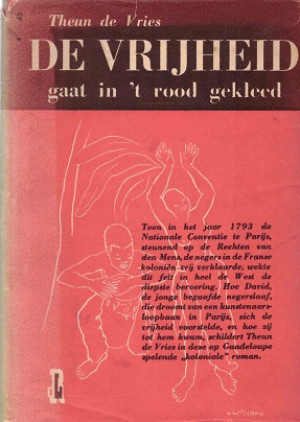 Theun de Vries
DE VRIJHEID
gaat in 't rood gekleed
Toen in het jaar 1793 de
Nationale Conventie te Parijs,
steunend op de Rechten van
den Mens, de negers in de Franse
koloniën vrij verklaarde, wekte
dit feit in heel de West de
diepste beroering. Hoe David,
de jonge begaafde negerslaaf,
die droomt van een kunstenaars-
loopbaan in Parijs, zich de
vrijheid voorstelde, en hoe zij
tot hem kwam, schildert Theun
de Vries in deze op Guadeloupe
spelende „koloniale" roman.